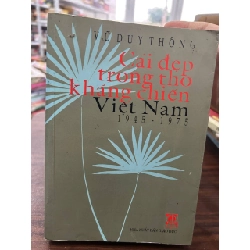 VŨ DUY THÔNG
Cái đẹp
trong thơ
kháng chiến
Việt Nam
1945-1975